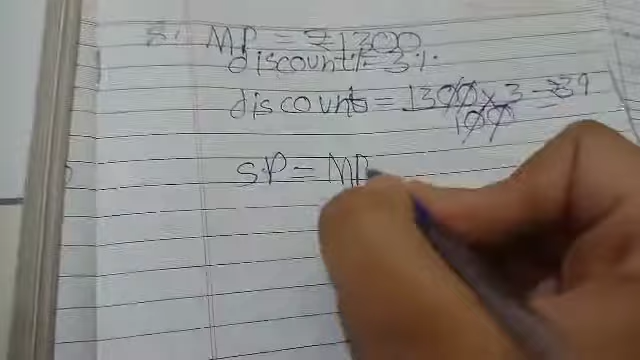 5. MP = ₹1300
discount = 3%.
discount = 1300 x 3 = 39
100
S.P = MP